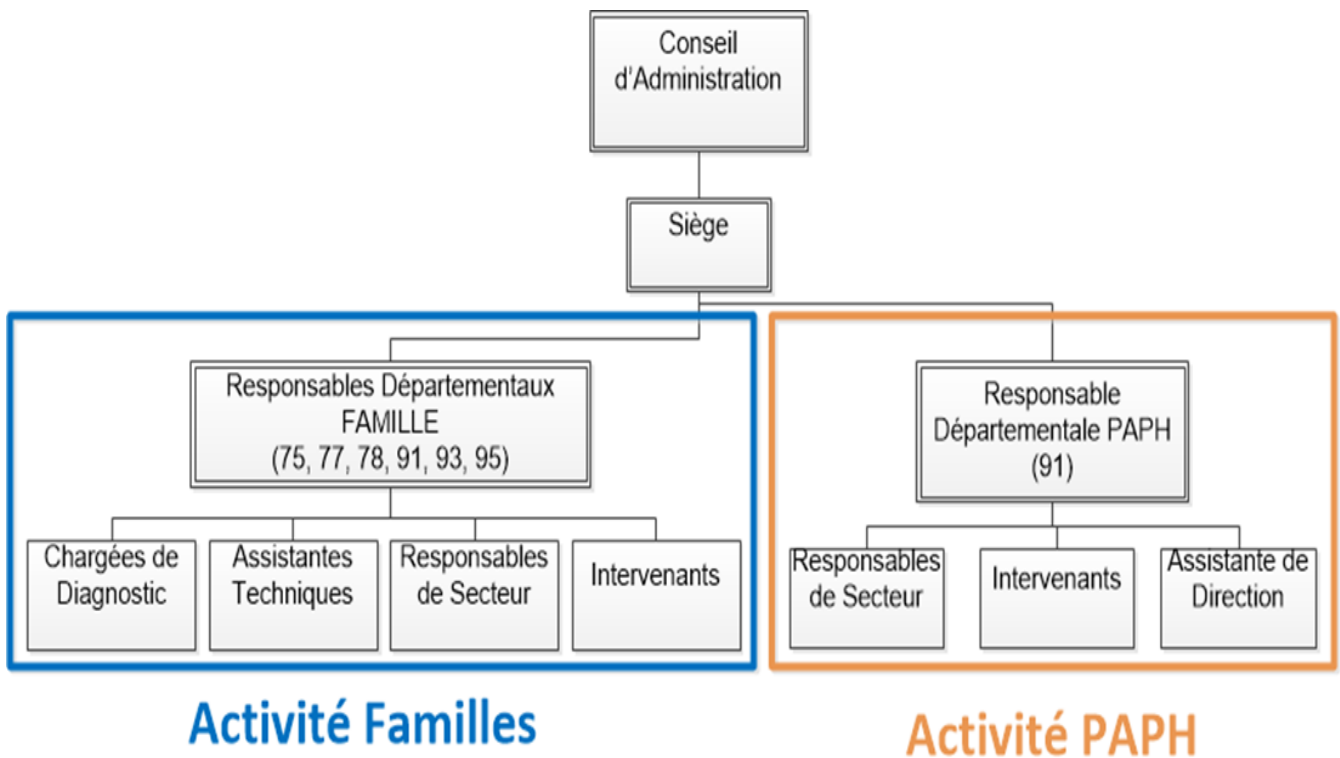 Conseil
d'Administration
Siège
Responsables Départementaux
FAMILLE
(75, 77, 78, 91, 93, 95)
Responsable
Départementale PAPH
(91)
Chargées de
Diagnostic
Assistantes
Techniques
Responsables
de Secteur
Intervenants
Responsables
de Secteur
Intervenants
Assistante de
Direction
Activité Familles
Activité PAPH